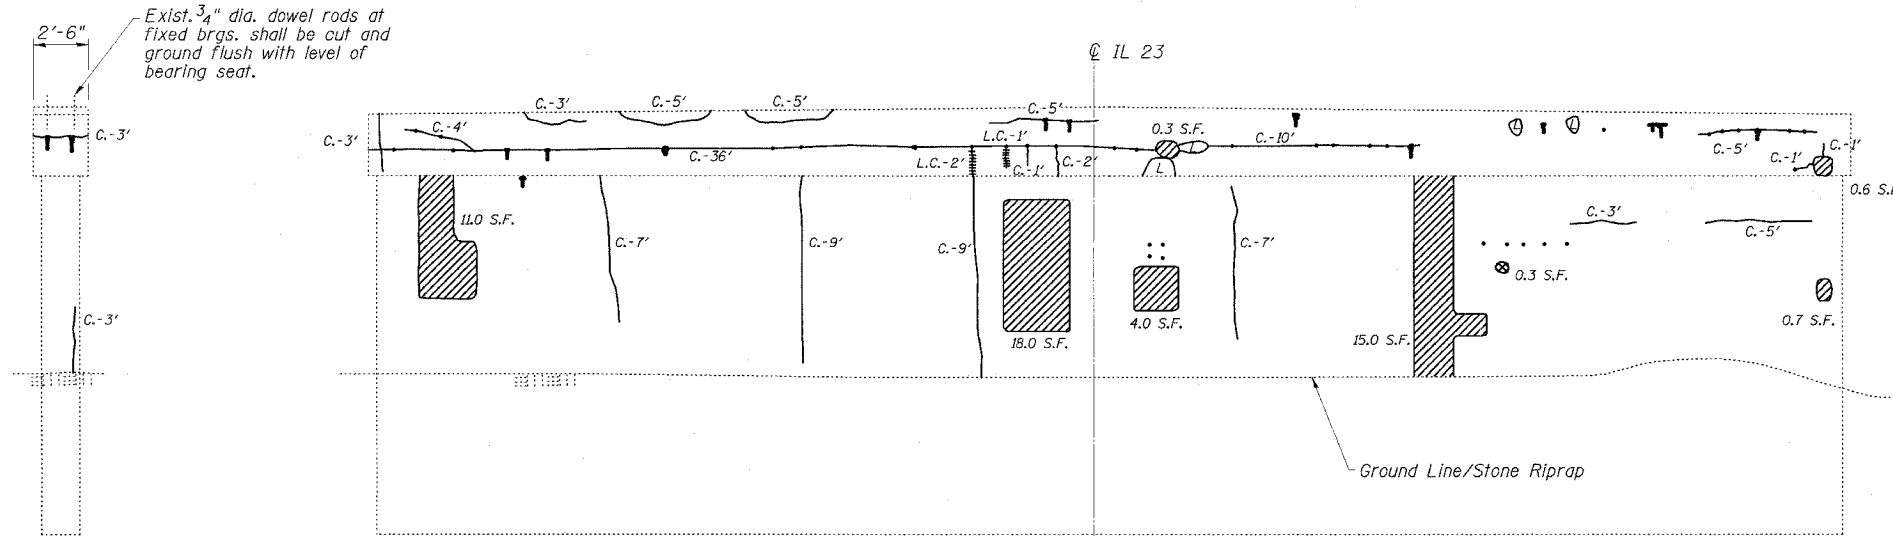 Exist. 3/4" dia. dowel rods at
fixed brgs. shall be cut and
ground flush with level of
bearing seat.
2'-6"
℄ IL 23
C.-3'
C.-3'
C.-3'
C.-4'
C.-3'
C.-5'
C.-5'
C.-36'
C.-5'
L.C.-1'
L.C.-2'
C.-1'
C.-2'
0.3 S.F.
L
L
C.-10'
L
L
C.-5'
C.-1'
C.-1'
0.6 S.F
11.0 S.F.
C.-7'
C.-9'
C.-9'
18.0 S.F.
4.0 S.F.
C.-7'
15.0 S.F.
C.-3'
C.-5'
0.3 S.F.
0.7 S.F.
Ground Line/Stone Riprap